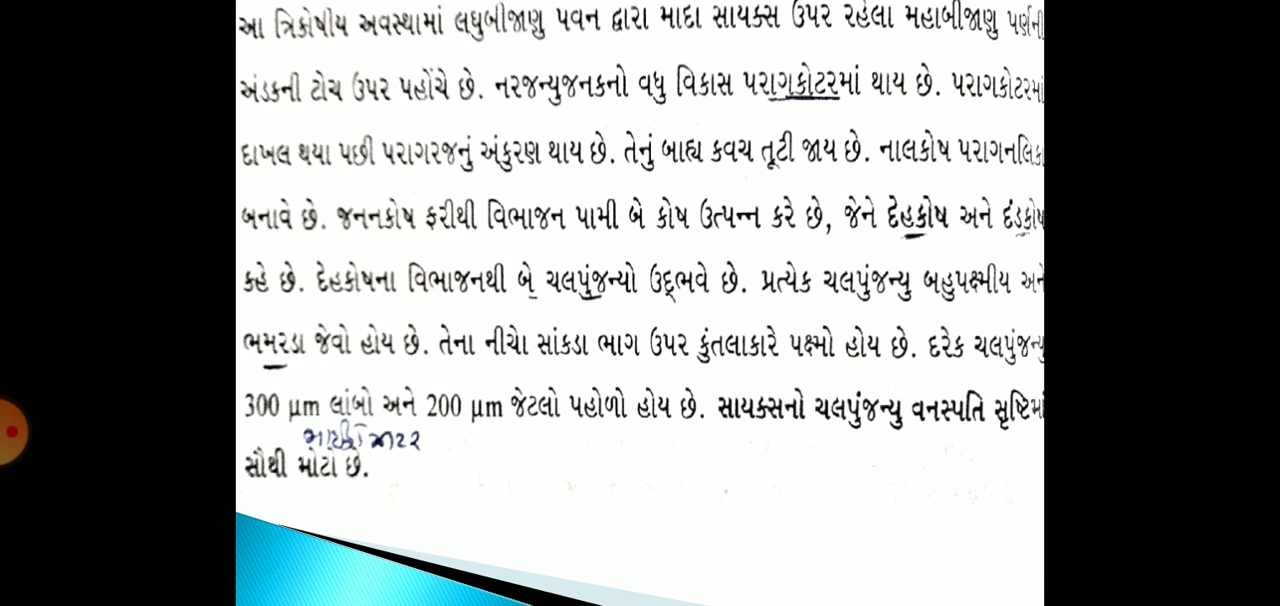 આ ત્રિકોષીય અવસ્થામાં લઘુબીજાણુ પવન દ્વારા માદા સાયક્સ ઉપર રહેલા મહાબીજાણુ પર્ણની
અંડકની ટોચ ઉપર પહોંચે છે. નરજન્યુજનકનો વધુ વિકાસ પરાગકોટરમાં થાય છે. પરાગકોટરમાં
દાખલ થયા પછી પરાગરજનું અંકુરણ થાય છે. તેનું બાહ્ય કવચ તૂટી જાય છે. નાલકોષ પરાગનલિકા
બનાવે છે. જનનકોષ ફરીથી વિભાજન પામી બે કોષ ઉત્પન્ન કરે છે, જેને દેહકોષ અને દંડકોષ
કહે છે. દેહકોષના વિભાજનથી બે ચલપુંજન્યો ઉદ્ભવે છે. પ્રત્યેક ચલપુંજન્યુ બહુપક્ષ્મીય અને
ભમરડા જેવો હોય છે. તેના નીચેા સાંકડા ભાગ ઉપર કુંતલાકારે પક્ષ્મો હોય છે. દરેક ચલપુંજન્યુ
300 μm લાંબો અને 200 μm જેટલો પહોળો હોય છે. સાયક્સનો ચલપુંજન્યુ વનસ્પતિ સૃષ્ટિમાં
સૌથી મોટો છે.